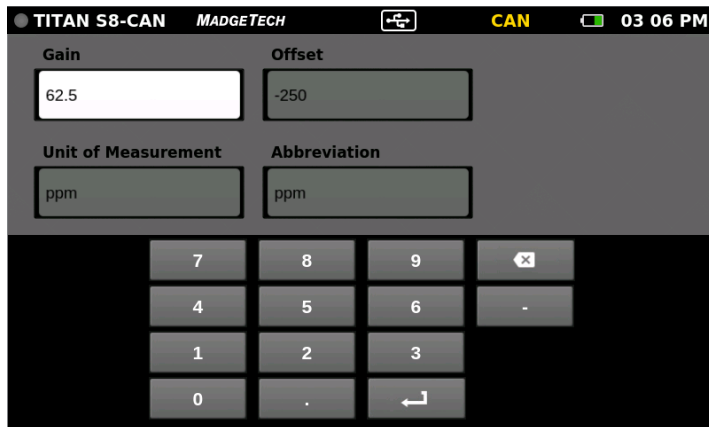 TITAN S8-CAN MADGETECH CAN 03 06 PM
Gain Offset
62.5 -250
Unit of Measurement Abbreviation
ppm ppm
7 8 9
4 5 6 -
1 2 3
0 .